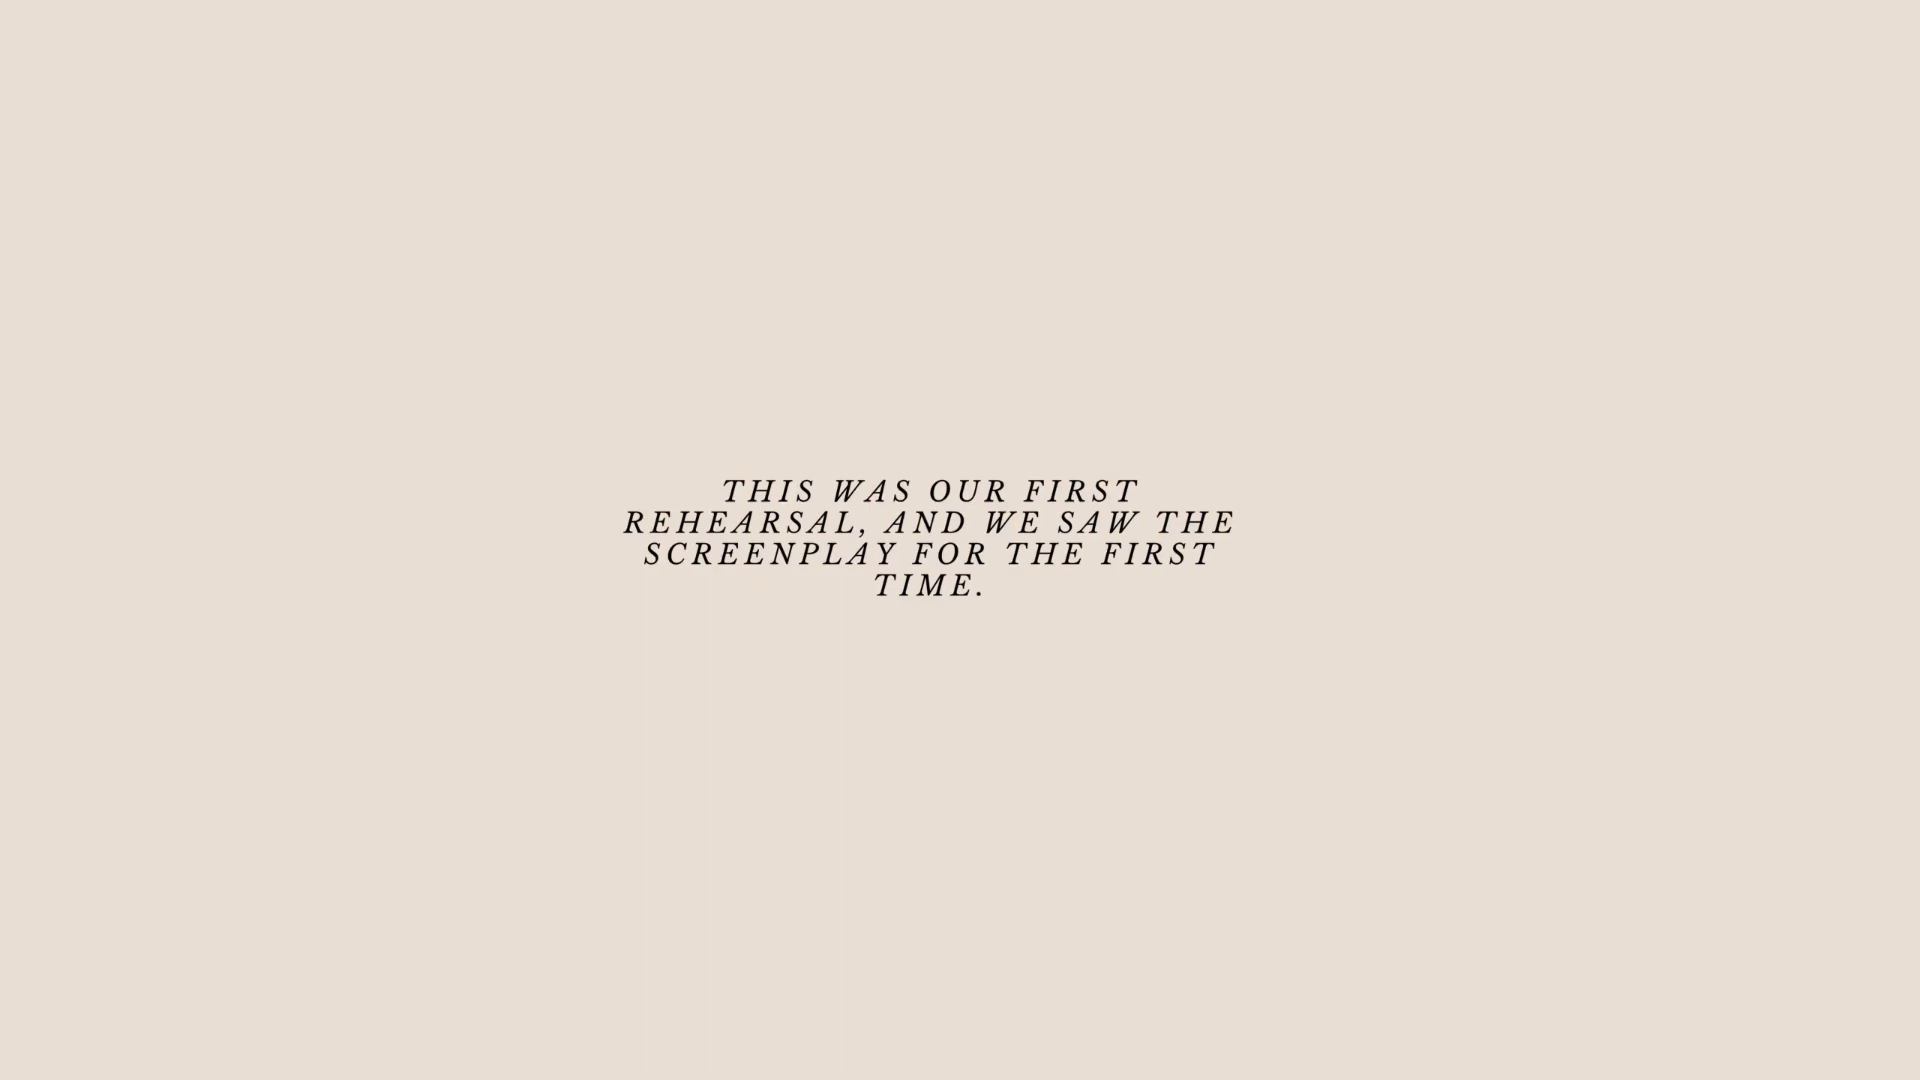 THIS WAS OUR FIRST
REHEARSAL, AND WE SAW THE
SCREENPLAY FOR THE FIRST
TIME.